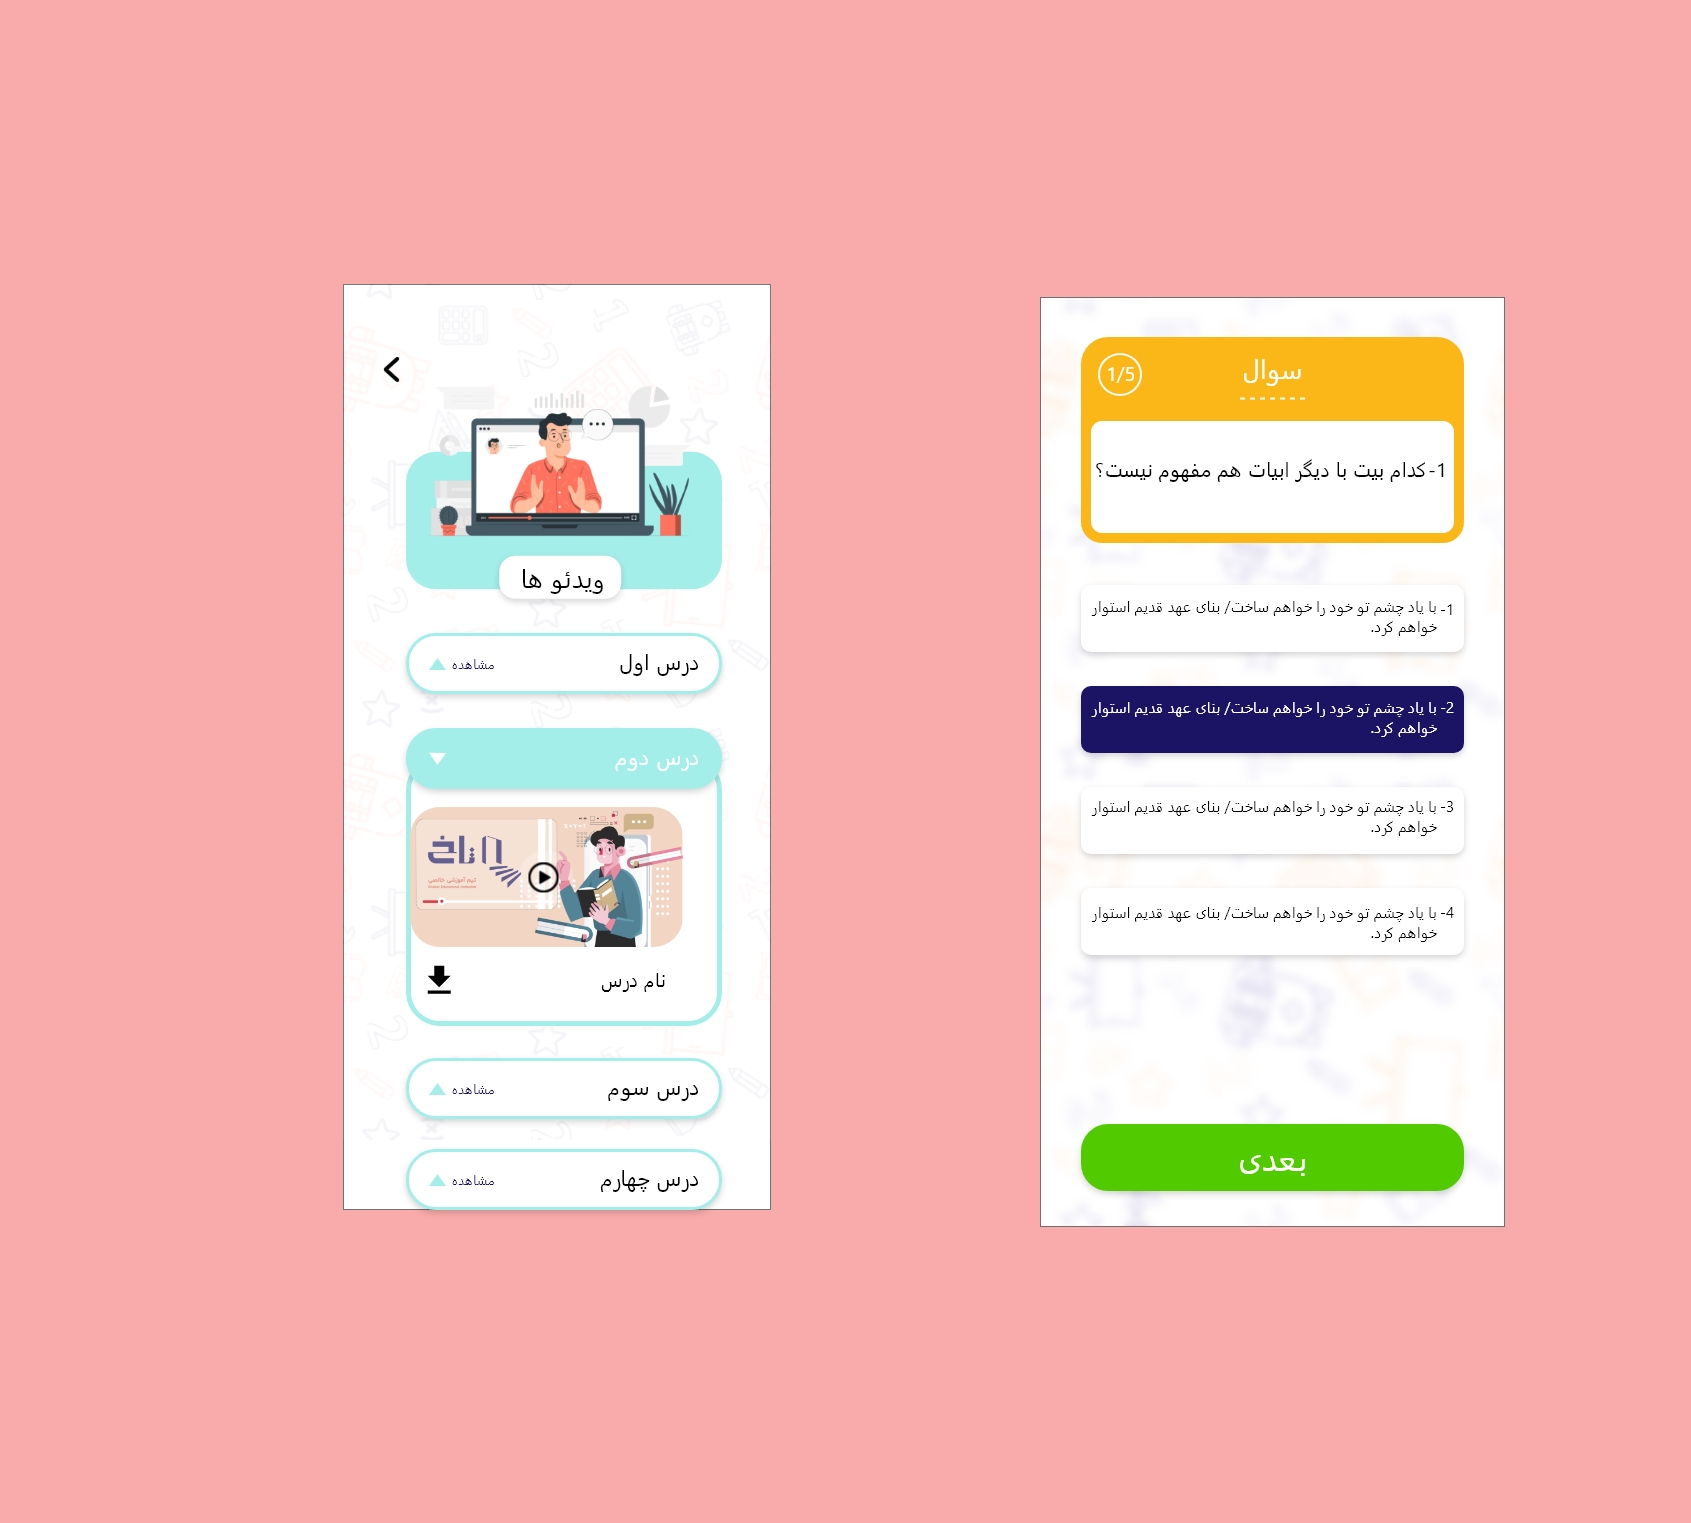 ویدئو ها
درس اول
مشاهده
درس دوم
تاخ
تیم آموزشی خالصی
نام درس
درس سوم
مشاهده
درس چهارم
مشاهده
سوال
1/5
1- کدام بیت با دیگر ابیات هم مفهوم نیست؟
1- با یاد چشم تو خود را خواهم ساخت/ بنای عهد قدیم استوار
خواهم کرد.
2- با یاد چشم تو خود را خواهم ساخت/ بنای عهد قدیم استوار
خواهم کرد.
3- با یاد چشم تو خود را خواهم ساخت/ بنای عهد قدیم استوار
خواهم کرد.
4- با یاد چشم تو خود را خواهم ساخت/ بنای عهد قدیم استوار
خواهم کرد.
بعدی